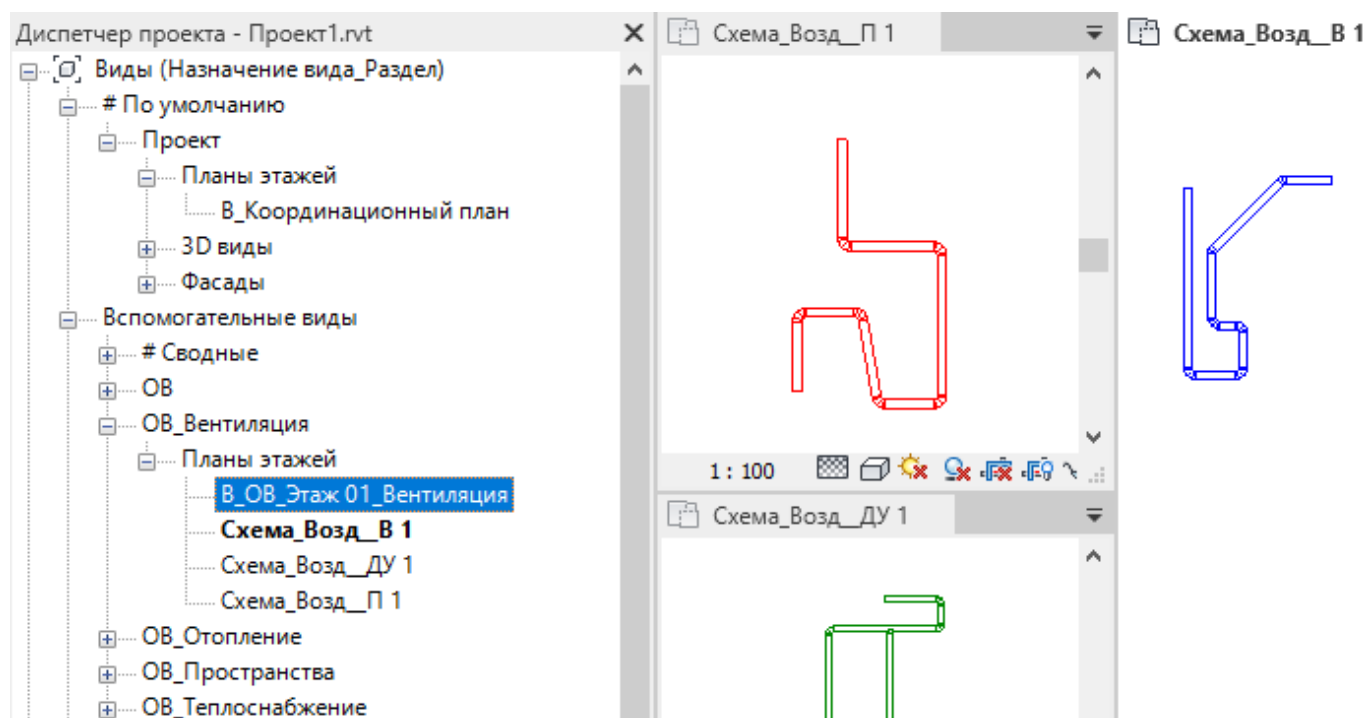 Диспетчер проекта - Проект1.rvt
Виды (Назначение вида_Раздел)
# По умолчанию
Проект
Планы этажей
В_Координационный план
3D виды
Фасады
Вспомогательные виды
# Сводные
ОВ
ОВ_Вентиляция
Планы этажей
В_ОВ_Этаж 01_Вентиляция
Схема_Возд__В 1
Схема_Возд__ДУ 1
Схема_Возд__П 1
ОВ_Отопление
ОВ_Пространства
ОВ_Теплоснабжение
Схема_Возд__П 1
1 : 100
Схема_Возд__ДУ 1
Схема_Возд__В 1